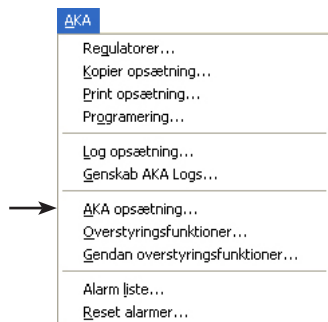 AKA
Regulatorer...
Kopier opsætning...
Print opsætning...
Programering...
Log opsætning...
Genskab AKA Logs...
AKA opsætning...
Overstyringsfunktioner...
Gendan overstyringsfunktioner...
Alarm liste...
Reset alarmer...